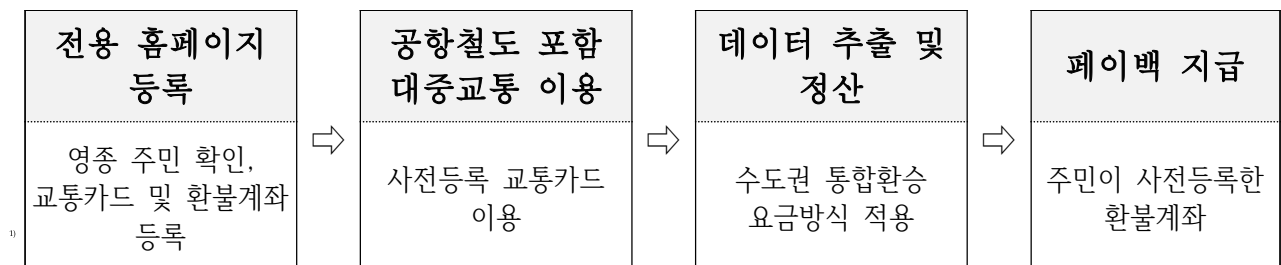 전용 홈페이지
등록
영종 주민 확인,
교통카드 및 환불계좌
등록
1)
⇨
공항철도 포함
대중교통 이용
사전등록 교통카드
이용
⇨
데이터 추출 및
정산
수도권 통합환승
요금방식 적용
⇨
페이백 지급
주민이 사전등록한
환불계좌